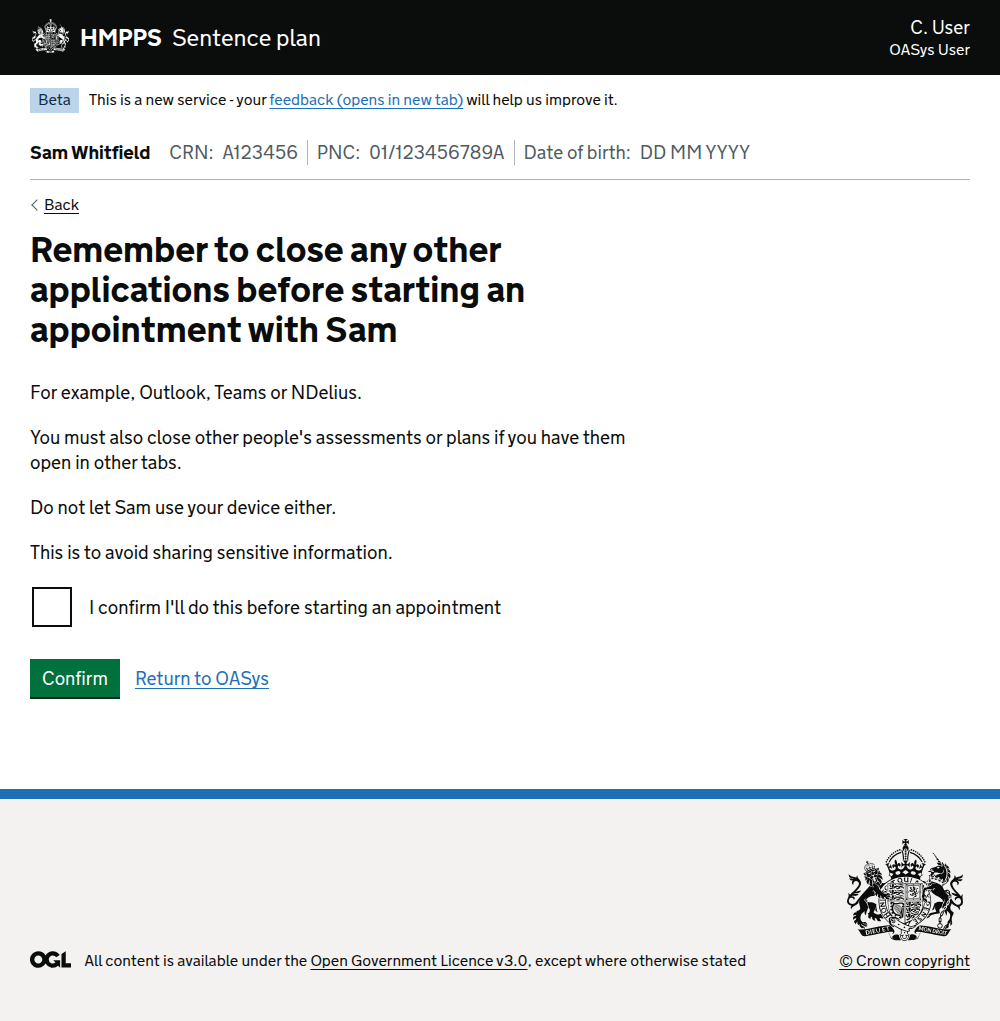 HMPPS Sentence plan
C. User
OASys User
Beta This is a new service - your feedback (opens in new tab) will help us improve it.
Sam Whitfield CRN: A123456 PNC: 01/123456789A Date of birth: DD MM YYYY
Back
Remember to close any other
applications before starting an
appointment with Sam
For example, Outlook, Teams or NDelius.
You must also close other people's assessments or plans if you have them
open in other tabs.
Do not let Sam use your device either.
This is to avoid sharing sensitive information.
I confirm I'll do this before starting an appointment
Confirm Return to OASys
DIEU ET MON DROIT
OGL All content is available under the Open Government Licence v3.0, except where otherwise stated
© Crown copyright